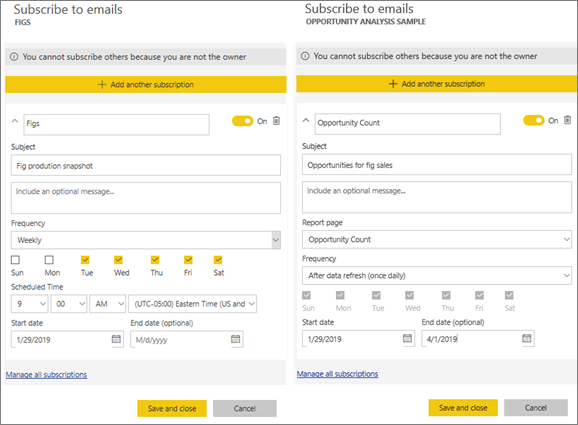 Subscribe to emails
FIGS
You cannot subscribe others because you are not the owner
Add another subscription
Figs
On
Subject
Fig prodution snapshot
Include an optional message...
Frequency
Weekly
Sun Mon Tue Wed Thu Fri Sat
Scheduled Time
9 00 AM (UTC-05:00) Eastern Time (US and
Start date End date (optional)
1/29/2019 M/d/yyyy
Manage all subscriptions
Save and close Cancel
Subscribe to emails
OPPORTUNITY ANALYSIS SAMPLE
You cannot subscribe others because you are not the owner
Add another subscription
Opportunity Count
On
Subject
Opportunities for fig sales
Include an optional message...
Report page
Opportunity Count
Frequency
After data refresh (once daily)
Sun Mon Tue Wed Thu Fri Sat
Start date End date (optional)
1/29/2019 4/1/2019
Manage all subscriptions
Save and close Cancel